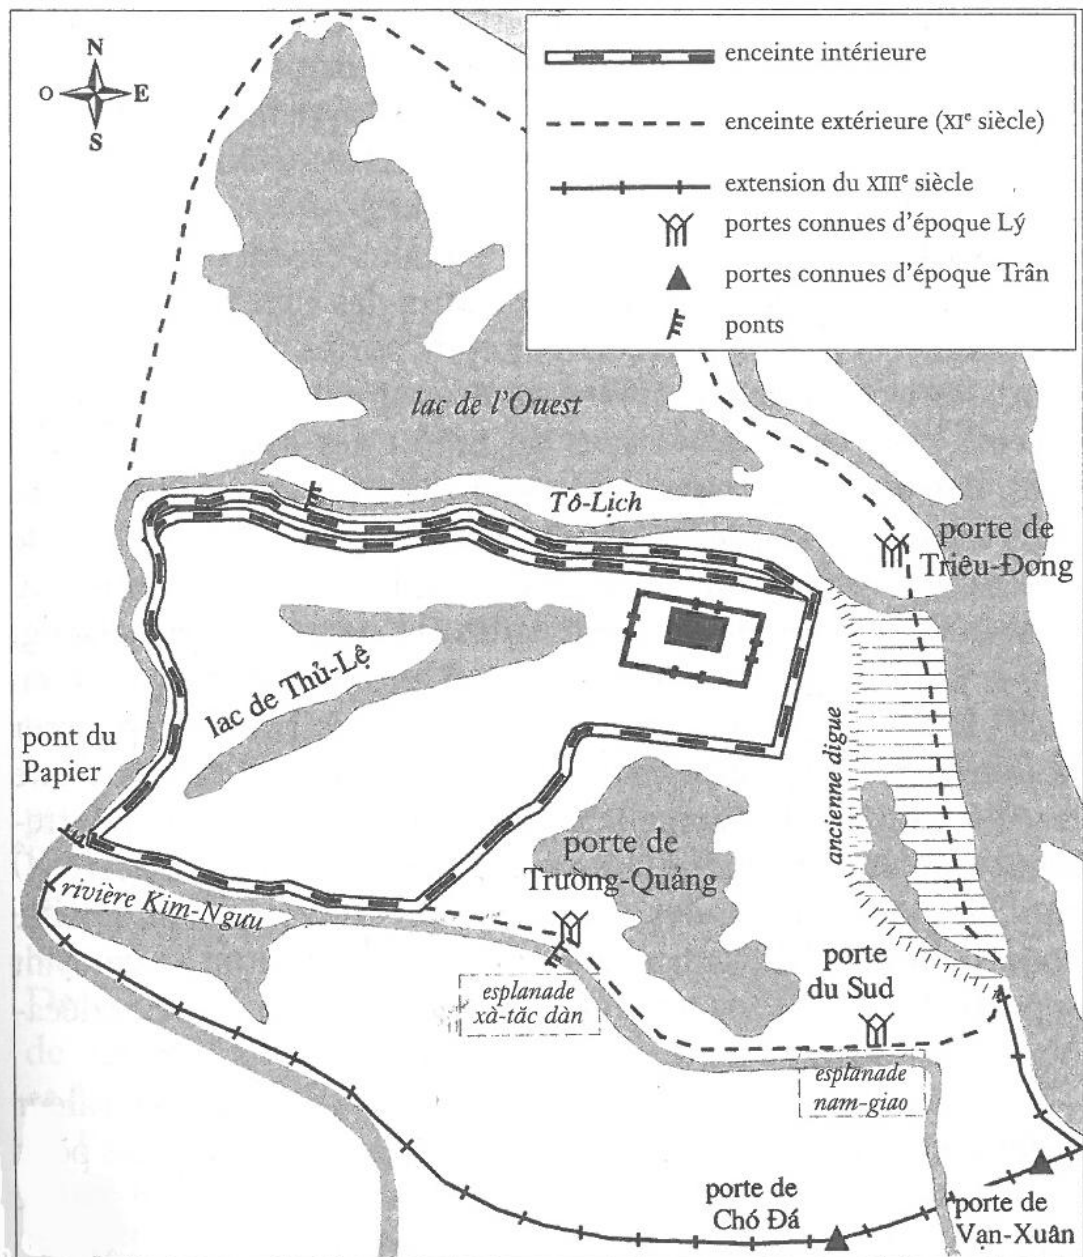 N
O
E
S
enceinte intérieure
enceinte extérieure (XIe siècle)
extension du XIIIe siècle
portes connues d'époque Lý
portes connues d'époque Trân
ponts
lac de l'Ouest
Tô-Lịch
porte de
Triêu-Đong
lac de Thủ-Lệ
pont du
Papier
ancienne digue
porte de
Trường-Quảng
rivière Kim-Ngưu
esplanade
xà-tăc dàn
porte
du Sud
esplanade
nam-giao
porte de
Chó Đá
porte de
Vạn-Xuân